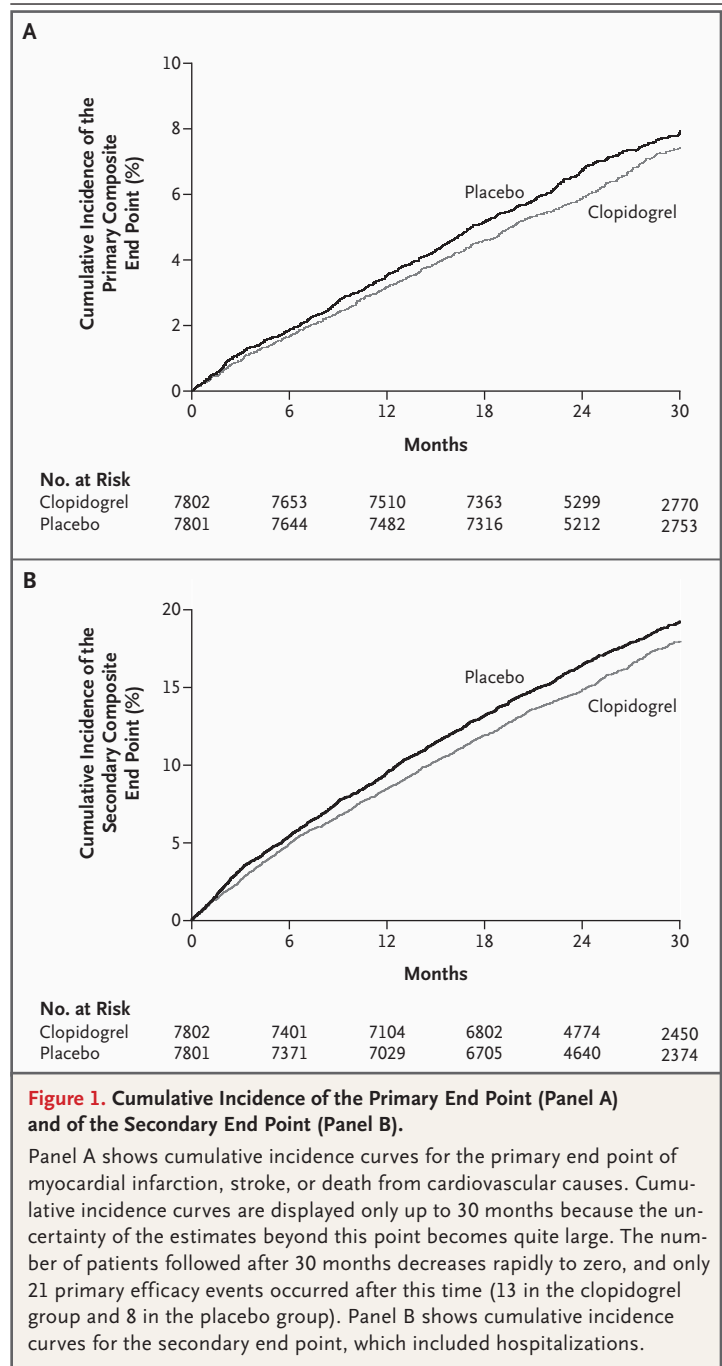 A
Cumulative Incidence of the
Primary Composite
End Point (%)
10
8
6
4
2
0
Placebo
Clopidogrel
0 6 12 18 24 30
Months
No. at Risk
Clopidogrel 7802 7653 7510 7363 5299 2770
Placebo 7801 7644 7482 7316 5212 2753
B
Cumulative Incidence of the
Secondary Composite
End Point (%)
20
15
10
5
0
Placebo
Clopidogrel
0 6 12 18 24 30
Months
No. at Risk
Clopidogrel 7802 7401 7104 6802 4774 2450
Placebo 7801 7371 7029 6705 4640 2374
Figure 1. Cumulative Incidence of the Primary End Point (Panel A)
and of the Secondary End Point (Panel B).
Panel A shows cumulative incidence curves for the primary end point of
myocardial infarction, stroke, or death from cardiovascular causes. Cumu-
lative incidence curves are displayed only up to 30 months because the un-
certainty of the estimates beyond this point becomes quite large. The num-
ber of patients followed after 30 months decreases rapidly to zero, and only
21 primary efficacy events occurred after this time (13 in the clopidogrel
group and 8 in the placebo group). Panel B shows cumulative incidence
curves for the secondary end point, which included hospitalizations.